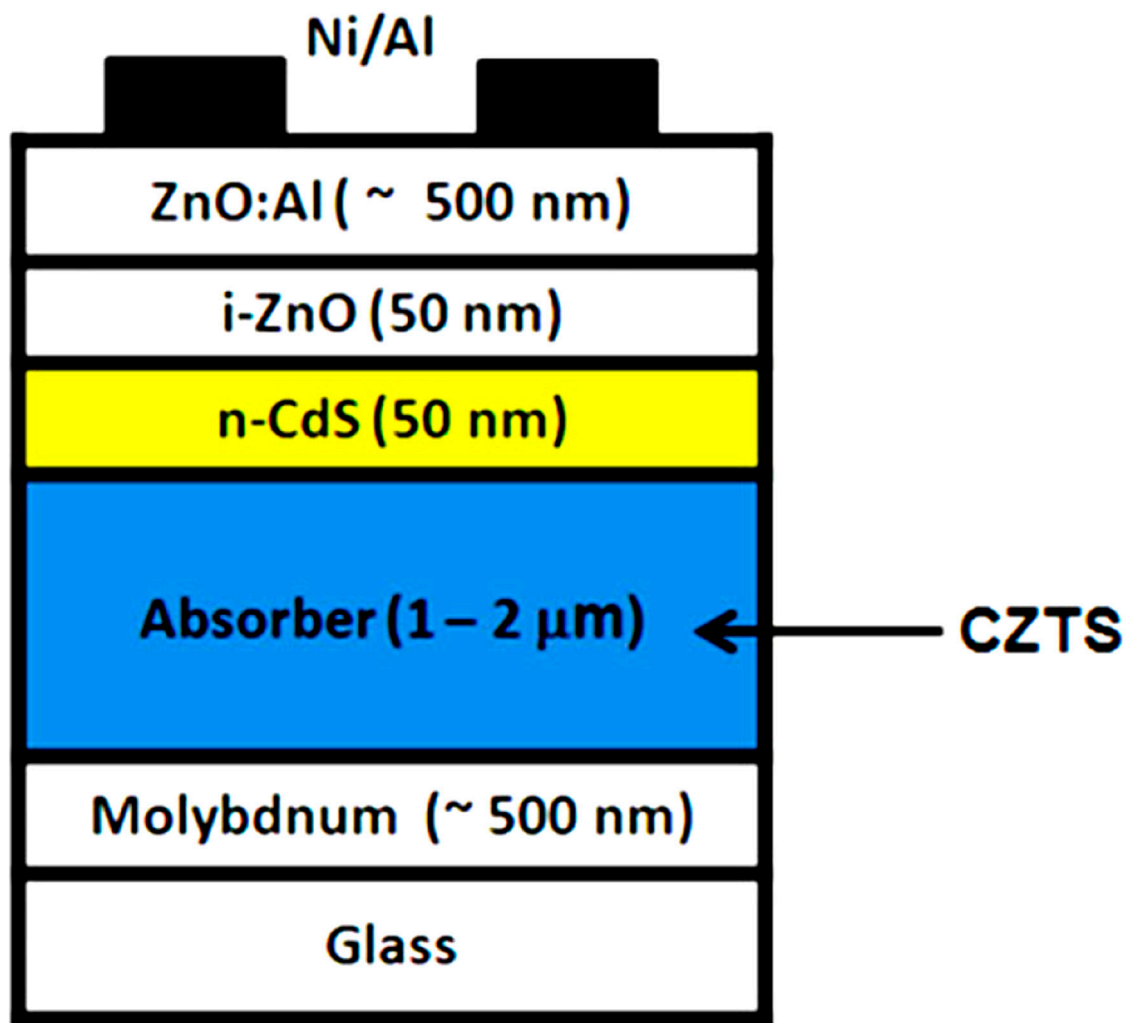 Ni/Al
ZnO:Al ( ~ 500 nm)
i-ZnO (50 nm)
n-CdS (50 nm)
Absorber (1 – 2 μm)
CZTS
Molybdnum (~ 500 nm)
Glass